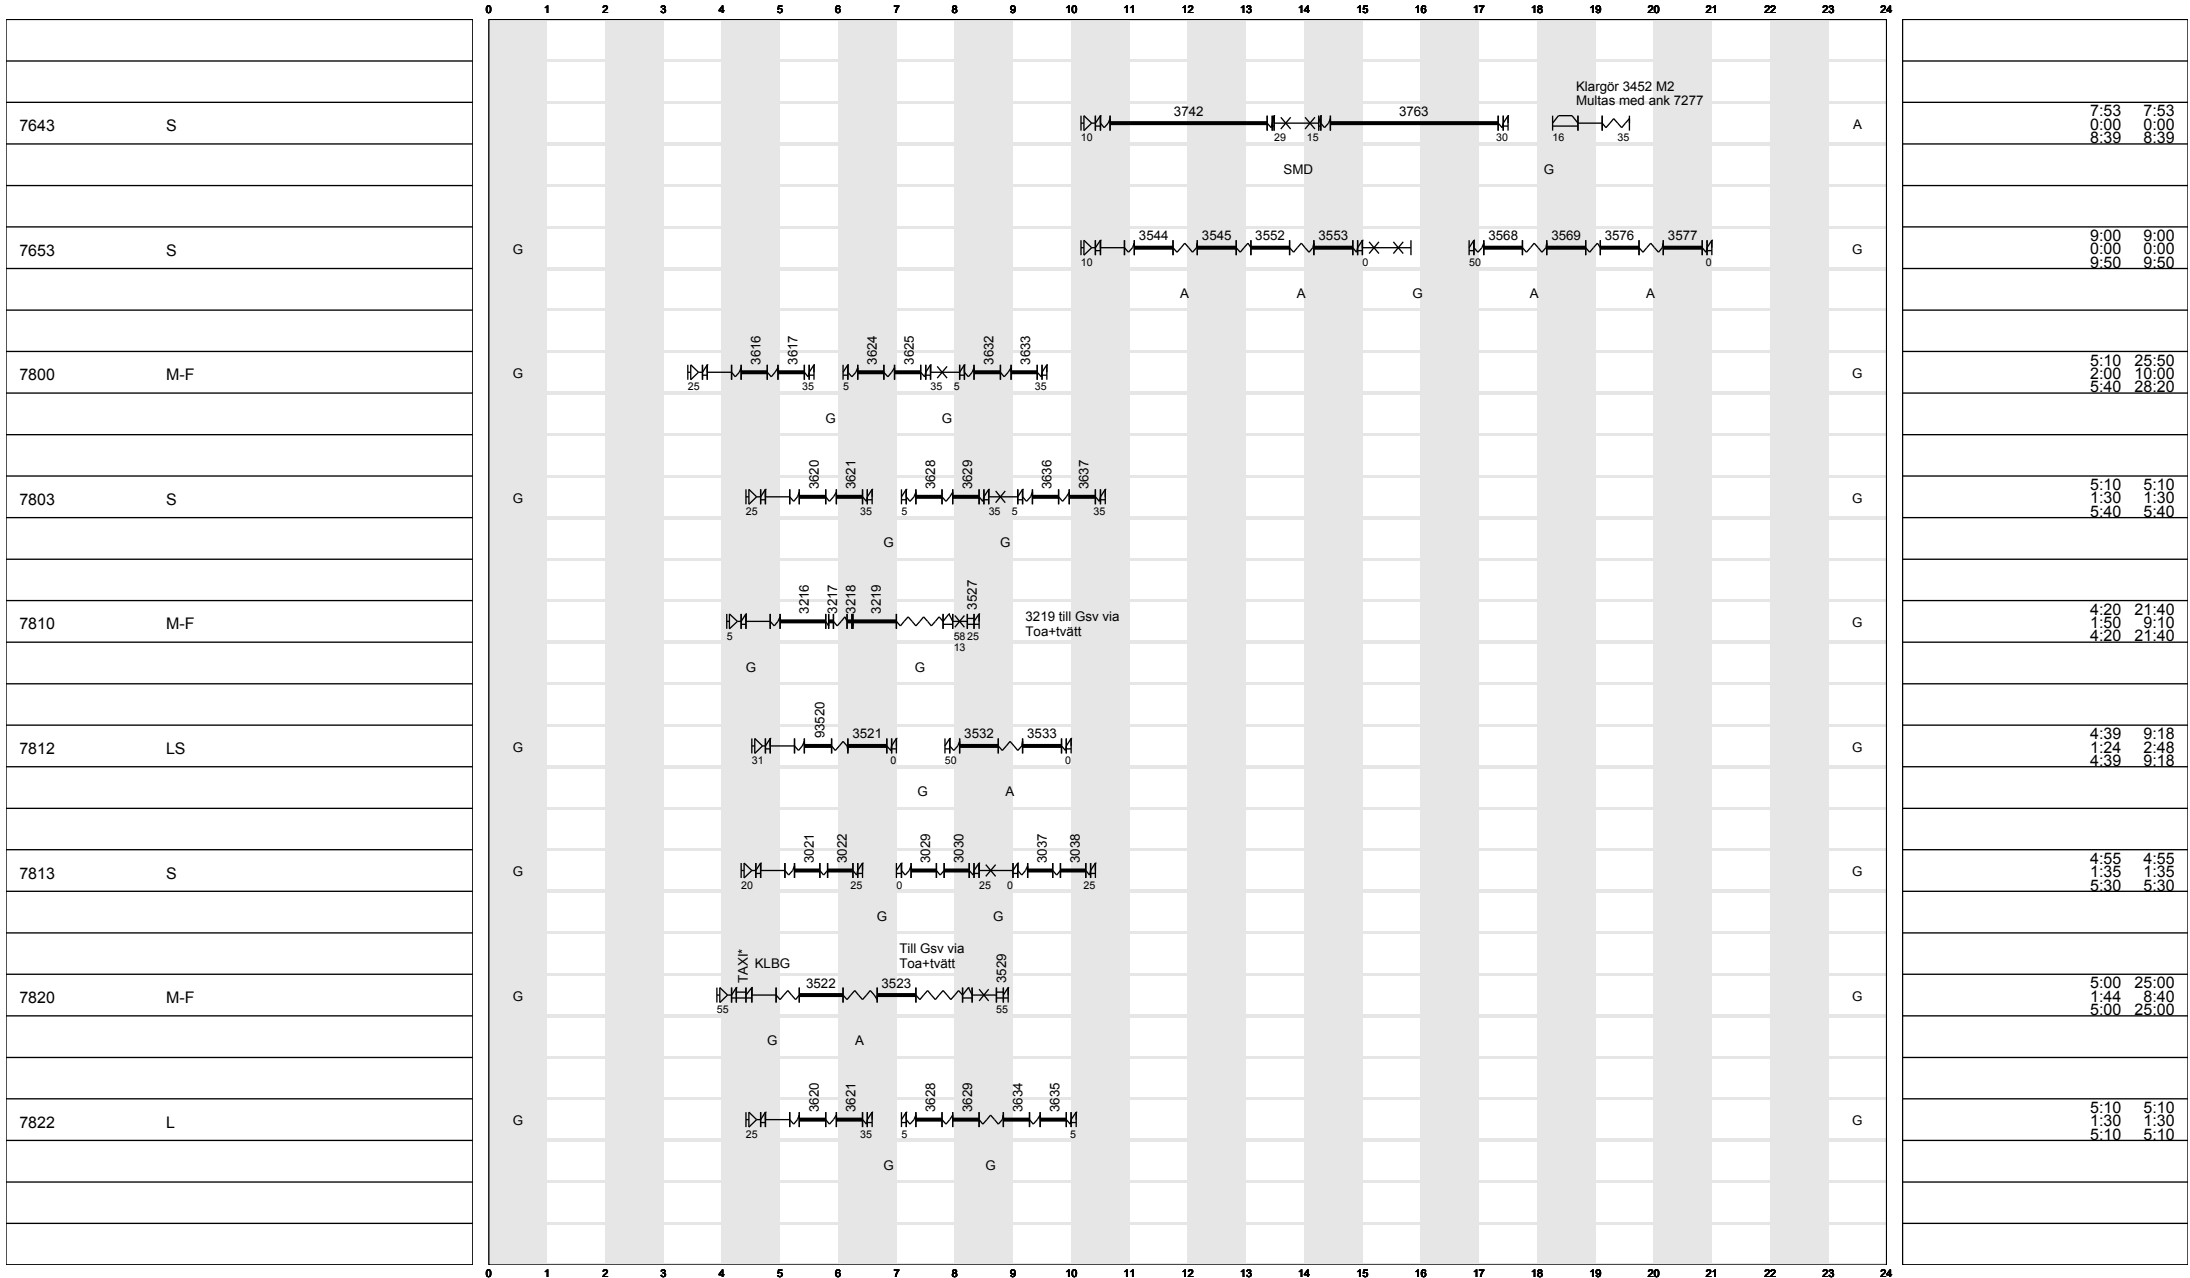 0 1 2 3 4 5 6 7 8 9 10 11 12 13 14 15 16 17 18 19 20 21 22 23 24
Klargör 3452 M2
Multas med ank 7277
3742 3763
7643 S A 7:53 7:53
0:00 0:00
10 29 15 30 16 35 8:39 8:39
SMD G
3544 3545 3552 3553 3568 3569 3576 3577
7653 S G G 9:00 9:00
0:00 0:00
10 0 50 0 9:50 9:50
A A G A A
3616 3617 3624 3625 3632 3633
7800 M-F G G 5:10 25:50
2:00 10:00
25 35 5 35 5 35 5:40 28:20
G G
3620 3621 3628 3629 3636 3637
7803 S G G 5:10 5:10
1:30 1:30
25 35 5 35 5 35 5:40 5:40
G G
3216 3217 3218 3219 3527
3219 till Gsv via
Toa+tvätt
7810 M-F G 4:20 21:40
1:50 9:10
5 58 25 4:20 21:40
13
G G
93520 3521 3532 3533
7812 LS G G 4:39 9:18
1:24 2:48
31 0 50 0 4:39 9:18
G A
3021 3022 3029 3030 3037 3038
7813 S G G 4:55 4:55
1:35 1:35
20 25 0 25 0 25 5:30 5:30
G G
Till Gsv via
Toa+tvätt
TAXI* KLBG 3522 3523 3529
7820 M-F G G 5:00 25:00
1:44 8:40
55 55 5:00 25:00
G A
3620 3621 3628 3629 3634 3635
7822 L G G 5:10 5:10
1:30 1:30
25 35 5 5 5:10 5:10
G G
0 1 2 3 4 5 6 7 8 9 10 11 12 13 14 15 16 17 18 19 20 21 22 23 24